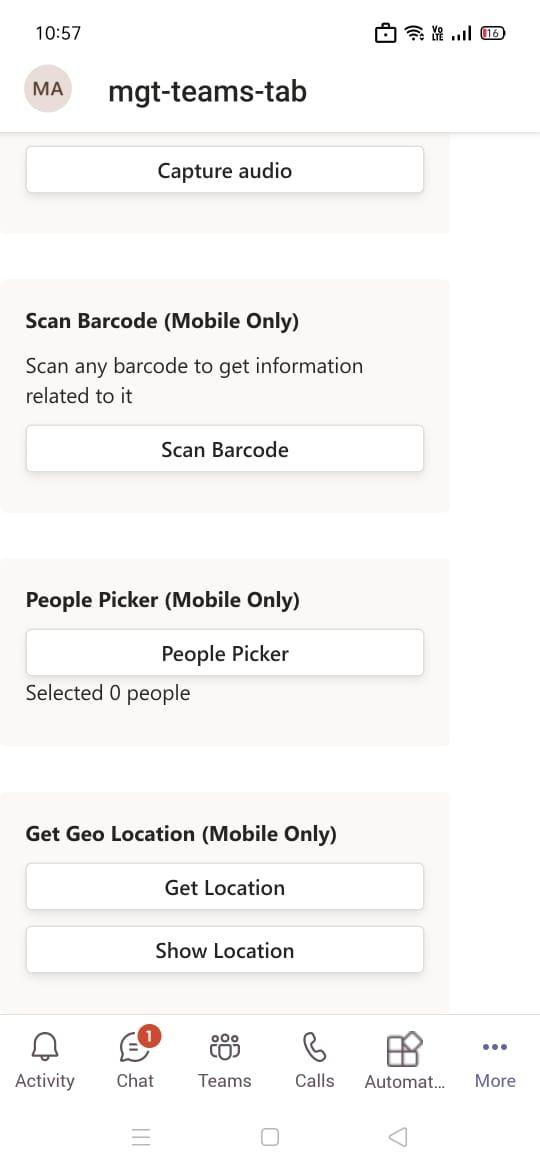 10:57
VO
LTE
16
MA
mgt-teams-tab
Capture audio
Scan Barcode (Mobile Only)
Scan any barcode to get information
related to it
Scan Barcode
People Picker (Mobile Only)
People Picker
Selected 0 people
Get Geo Location (Mobile Only)
Get Location
Show Location
1
Activity
Chat
Teams
Calls
Automat...
More